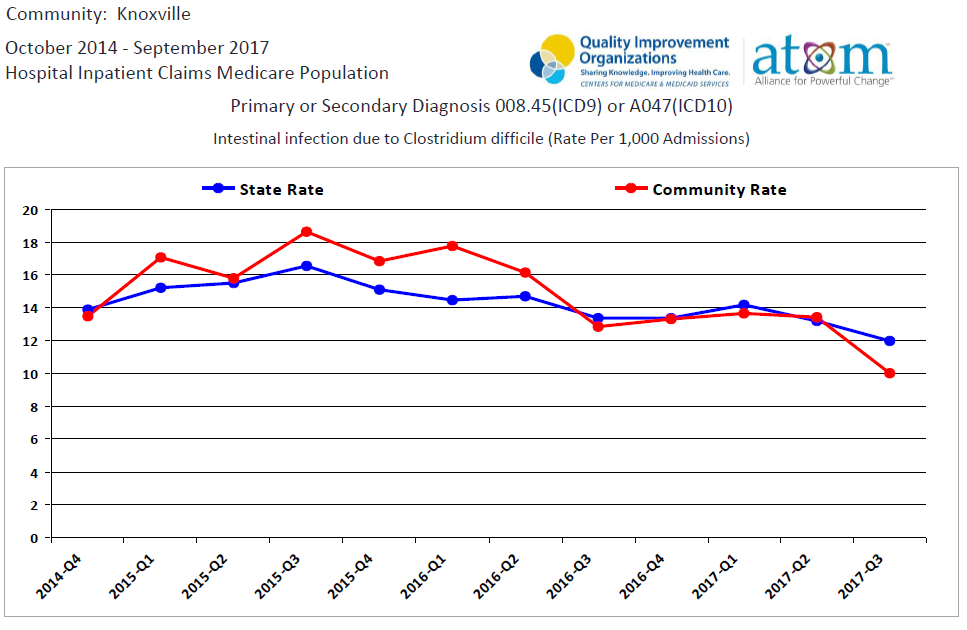 Community:  Knoxville
October 2014 - September 2017
Hospital Inpatient Claims Medicare Population
Quality Improvement
Organizations
Sharing Knowledge. Improving Health Care.
CENTERS FOR MEDICARE & MEDICAID SERVICES
atom
Alliance for Powerful Change™
Primary or Secondary Diagnosis 008.45(ICD9) or A047(ICD10)
Intestinal infection due to Clostridium difficile (Rate Per 1,000 Admissions)
State Rate
Community Rate
20
18
16
14
12
10
8
6
4
2
0
2014-Q4
2015-Q1
2015-Q2
2015-Q3
2015-Q4
2016-Q1
2016-Q2
2016-Q3
2016-Q4
2017-Q1
2017-Q2
2017-Q3